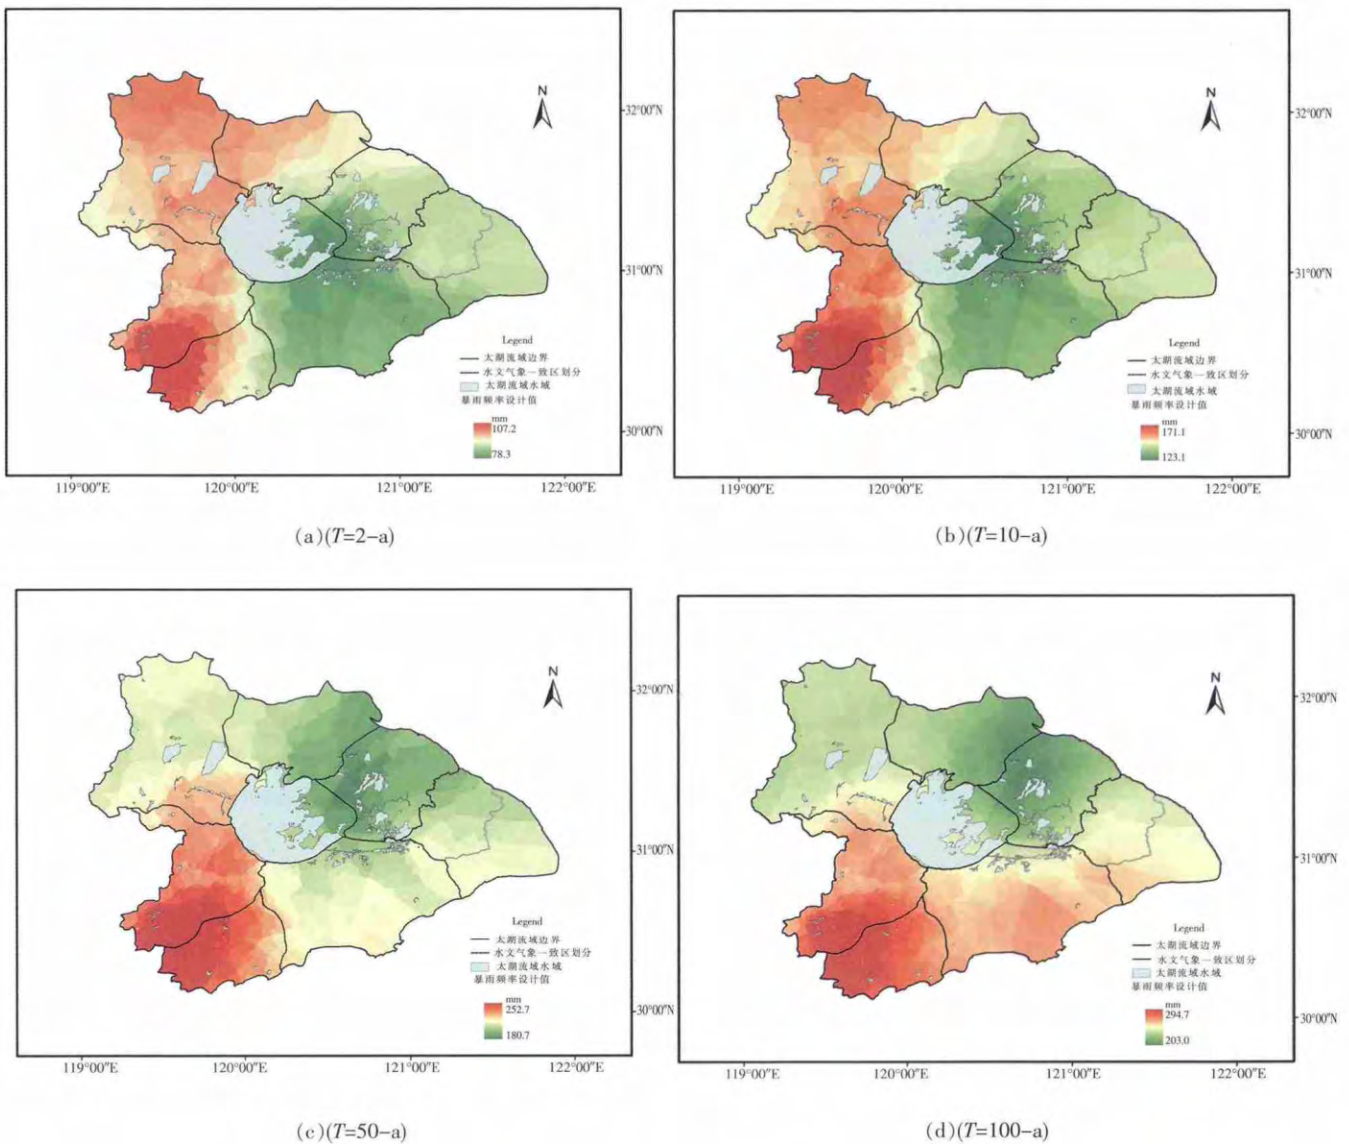 N
32°00″N
31°00″N
30°00″N
Legend
太湖流域边界
水文气象一致区划分
太湖流域水域
暴雨频率设计值
mm
107.2
78.3
119°00″E
120°00″E
121°00″E
122°00″E
(a)(T=2-a)
N
32°00″N
31°00″N
30°00″N
Legend
太湖流域边界
水文气象一致区划分
太湖流域水域
暴雨频率设计值
mm
171.1
123.1
119°00″E
120°00″E
121°00″E
122°00″E
(b)(T=10-a)
N
32°00″N
31°00″N
30°00″N
Legend
太湖流域边界
水文气象一致区划分
太湖流域水域
暴雨频率设计值
mm
252.7
180.7
119°00″E
120°00″E
121°00″E
122°00″E
(c)(T=50-a)
N
32°00″N
31°00″N
30°00″N
Legend
太湖流域边界
水文气象一致区划分
太湖流域水域
暴雨频率设计值
mm
294.7
203.0
119°00″E
120°00″E
121°00″E
122°00″E
(d)(T=100-a)